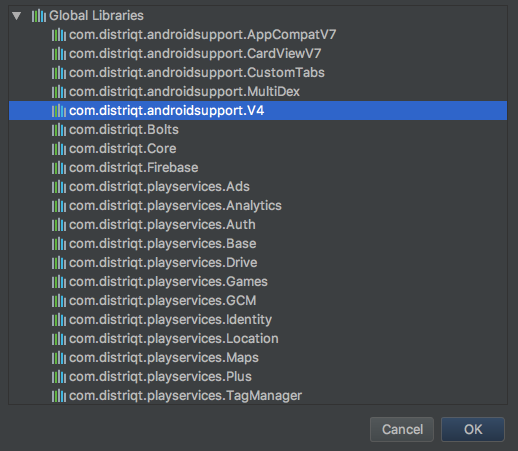 Global Libraries
com.distriqt.androidsupport.AppCompatV7
com.distriqt.androidsupport.CardViewV7
com.distriqt.androidsupport.CustomTabs
com.distriqt.androidsupport.MultiDex
com.distriqt.androidsupport.V4
com.distriqt.Bolts
com.distriqt.Core
com.distriqt.Firebase
com.distriqt.playservices.Ads
com.distriqt.playservices.Analytics
com.distriqt.playservices.Auth
com.distriqt.playservices.Base
com.distriqt.playservices.Drive
com.distriqt.playservices.Games
com.distriqt.playservices.GCM
com.distriqt.playservices.Identity
com.distriqt.playservices.Location
com.distriqt.playservices.Maps
com.distriqt.playservices.Plus
com.distriqt.playservices.TagManager
Cancel OK